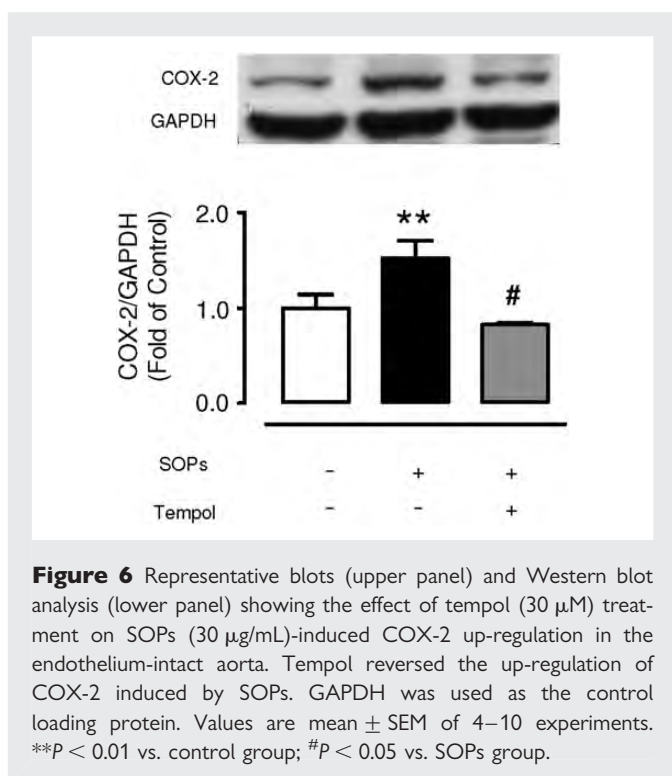 COX-2
GAPDH
COX-2/GAPDH
(Fold of Control)
2.0
1.0
0.0
**
#
SOPs - + +
Tempol - - +
Figure 6 Representative blots (upper panel) and Western blot
analysis (lower panel) showing the effect of tempol (30 μM) treat-
ment on SOPs (30 μg/mL)-induced COX-2 up-regulation in the
endothelium-intact aorta. Tempol reversed the up-regulation of
COX-2 induced by SOPs. GAPDH was used as the control
loading protein. Values are mean ± SEM of 4–10 experiments.
**P < 0.01 vs. control group; #P < 0.05 vs. SOPs group.